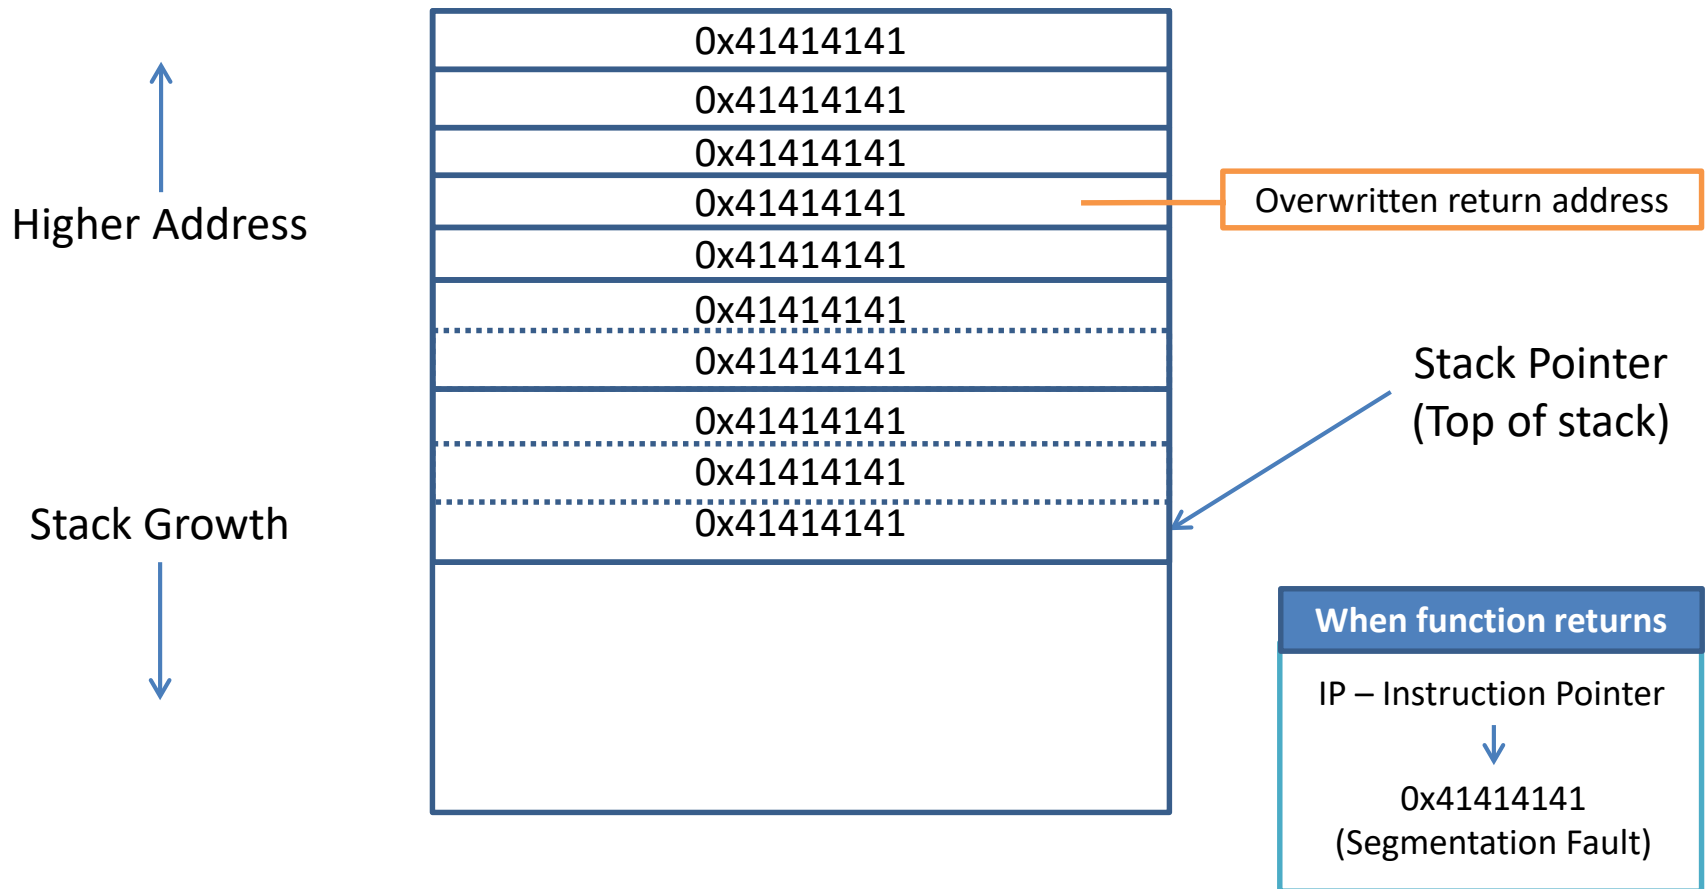 0x41414141
0x41414141
0x41414141
0x41414141
0x41414141
0x41414141
0x41414141
0x41414141
0x41414141
0x41414141
Higher Address
Stack Growth
Overwritten return address
Stack Pointer
(Top of stack)
When function returns
IP – Instruction Pointer
0x41414141
(Segmentation Fault)